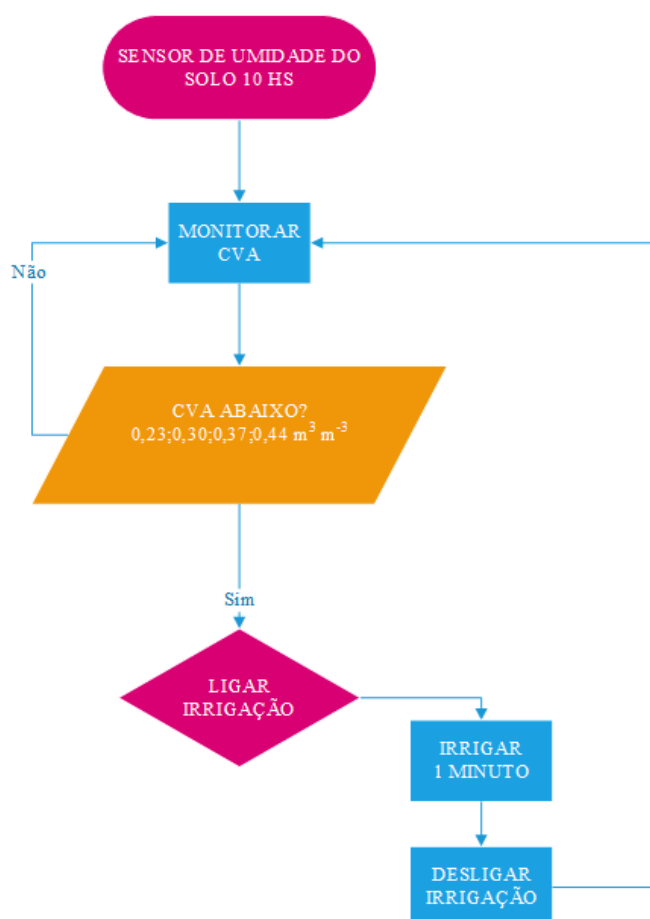 SENSOR DE UMIDADE DO
SOLO 10 HS
MONITORAR
CVA
Não
CVA ABAIXO?
0,23;0,30;0,37;0,44 m³ m⁻³
Sim
LIGAR
IRRIGAÇÃO
IRRIGAR
1 MINUTO
DESLIGAR
IRRIGAÇÃO